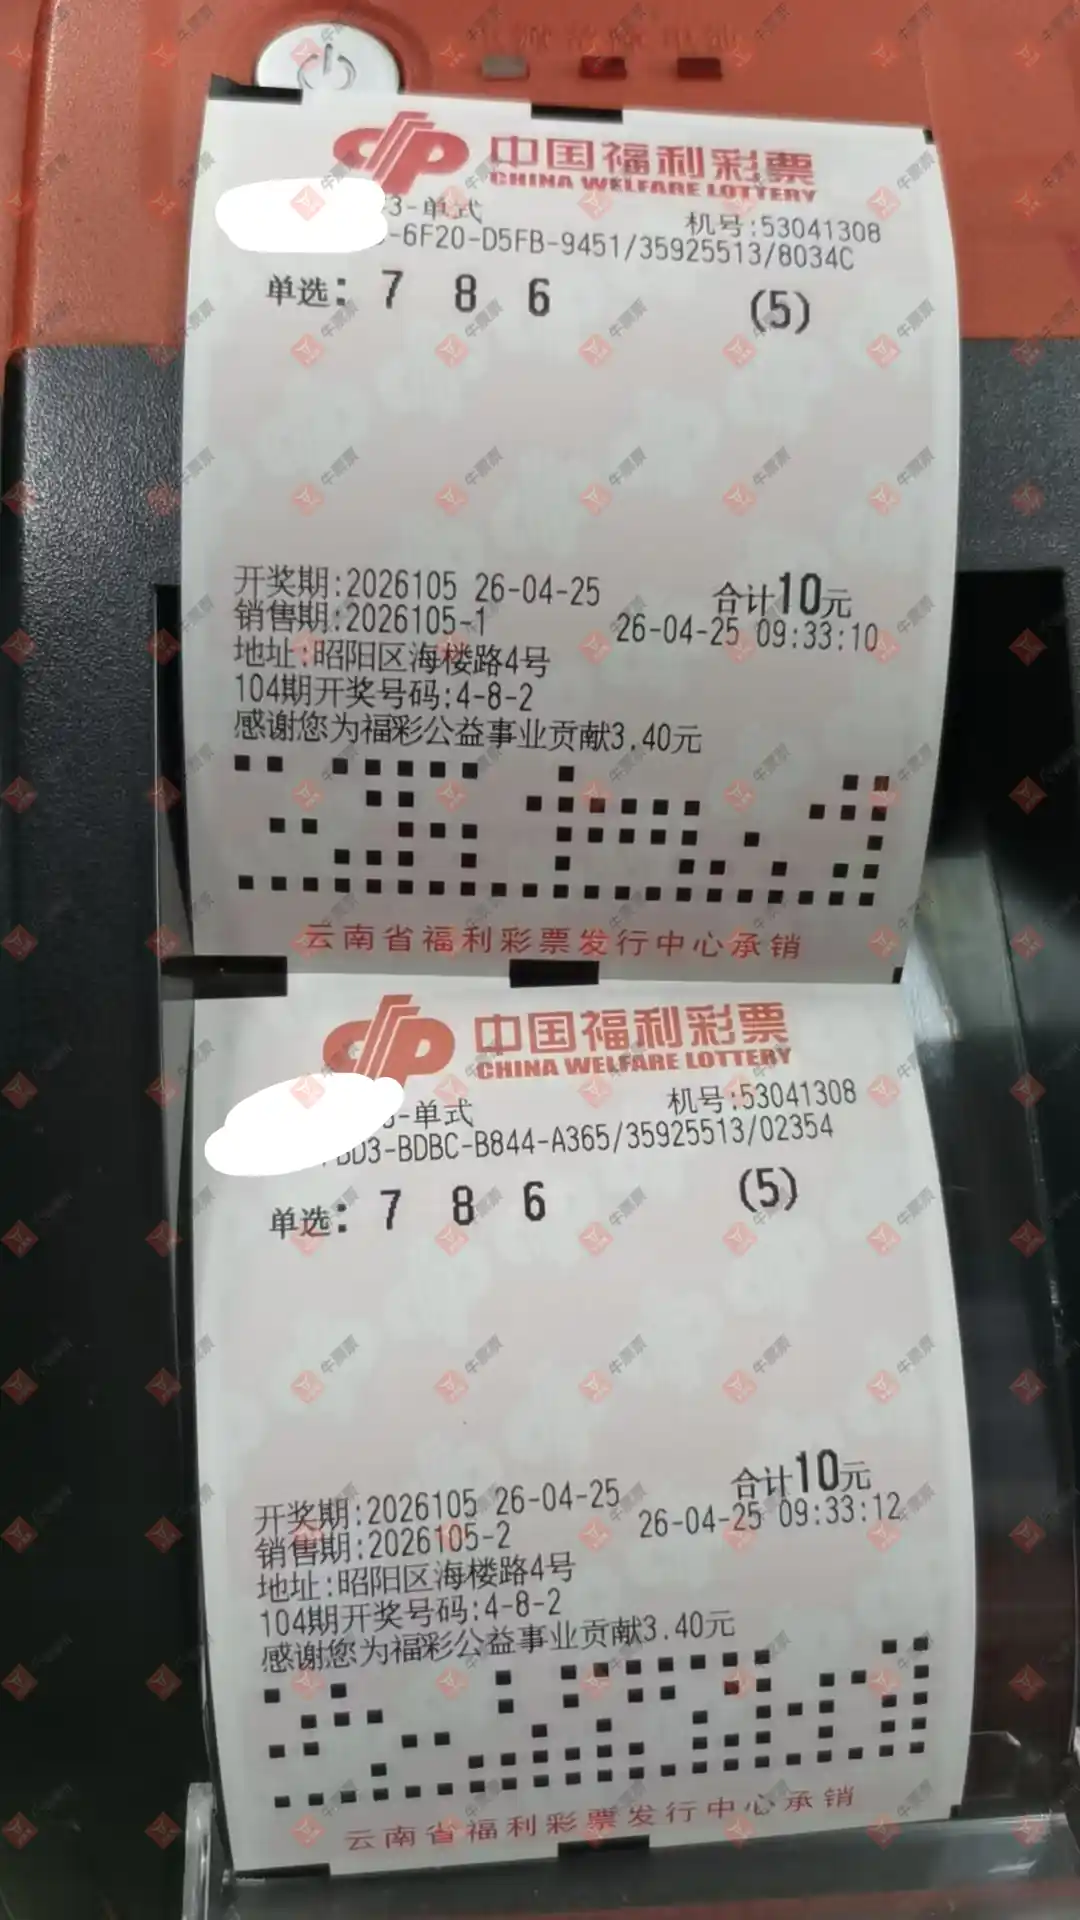 中国福利彩票
CHINA WELFARE LOTTERY
3-单式
机号:53041308
-6F20-D5FB-9451/35925513/8034C
单选: 7 8 6 (5)
开奖期:2026105 26-04-25
合计10元
销售期:2026105-1
26-04-25 09:33:10
地址:昭阳区海楼路4号
104期开奖号码:4-8-2
感谢您为福彩公益事业贡献3.40元
云南省福利彩票发行中心承销
中国福利彩票
CHINA WELFARE LOTTERY
-单式
机号:53041308
BD3-BDBC-B844-A365/35925513/02354
单选: 7 8 6 (5)
开奖期:2026105 26-04-25
合计10元
销售期:2026105-2
26-04-25 09:33:12
地址:昭阳区海楼路4号
104期开奖号码:4-8-2
感谢您为福彩公益事业贡献3.40元
云南省福利彩票发行中心承销
牛票票